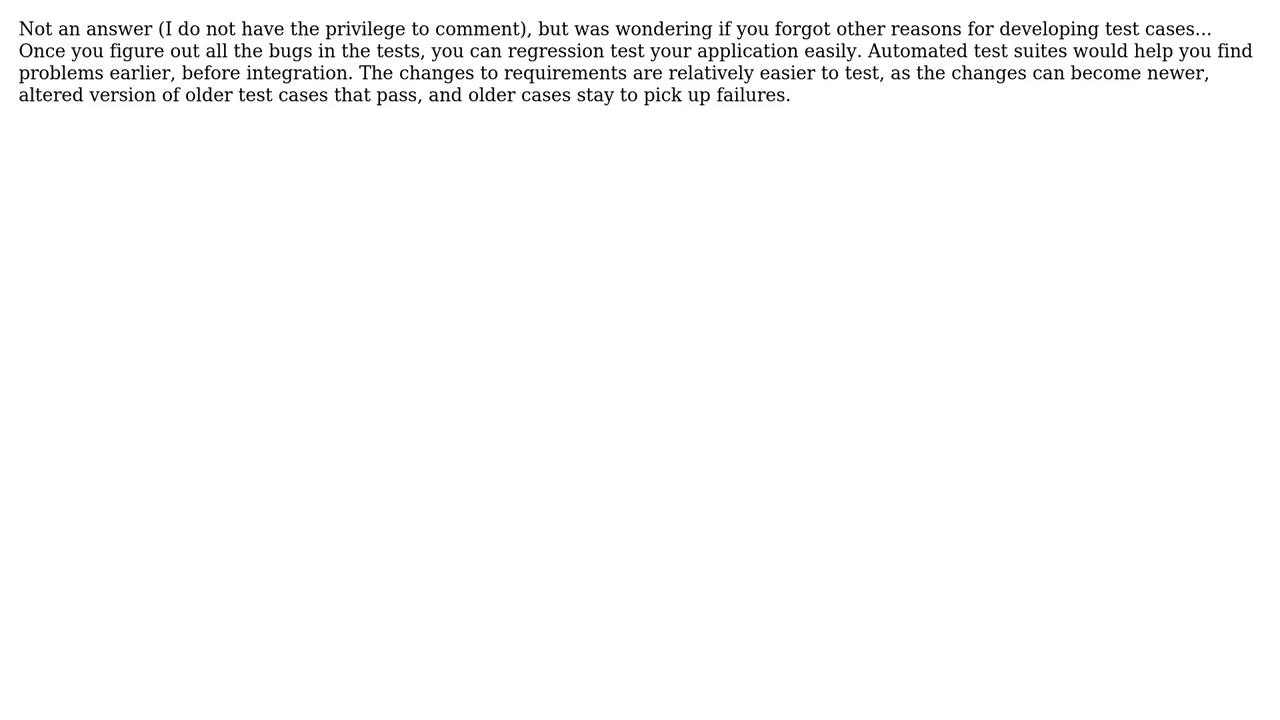 Not an answer (I do not have the privilege to comment), but was wondering if you forgot other reasons for developing test cases...
Once you figure out all the bugs in the tests, you can regression test your application easily. Automated test suites would help you find
problems earlier, before integration. The changes to requirements are relatively easier to test, as the changes can become newer,
altered version of older test cases that pass, and older cases stay to pick up failures.